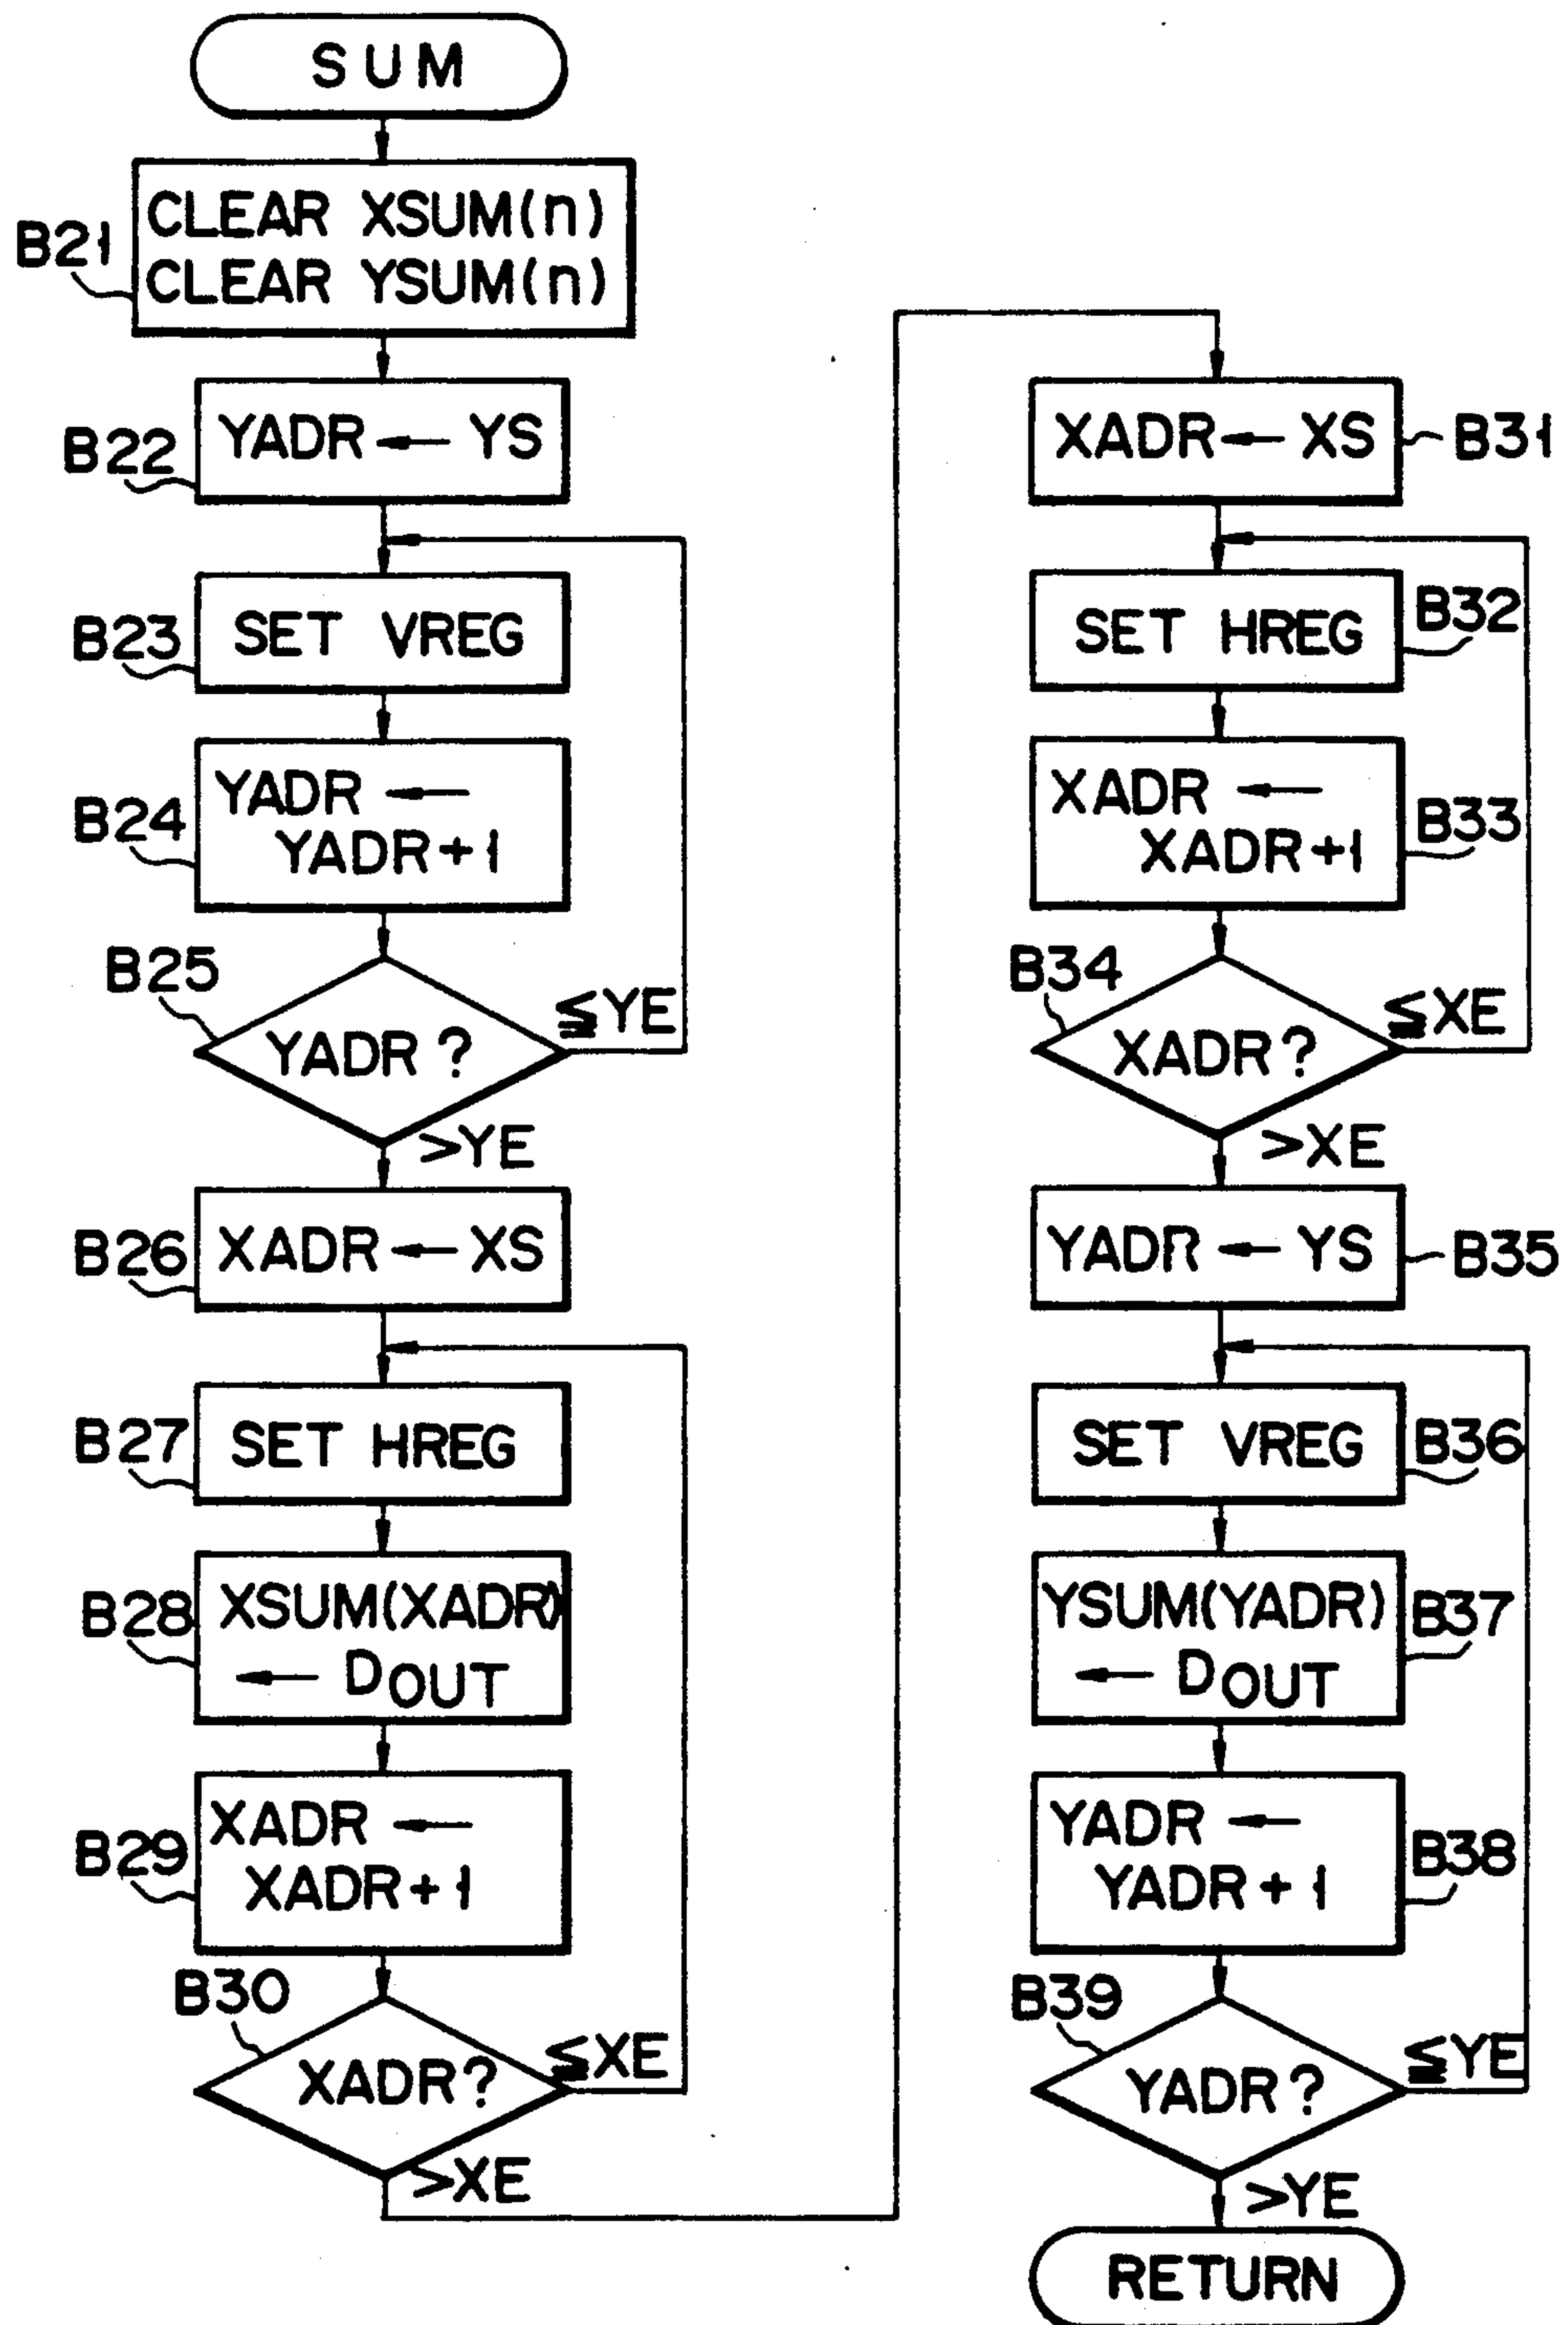 SUM
CLEAR XSUM(n)
CLEAR YSUM(n)
B21
YADR ← YS
B22
SET VREG
B23
YADR ←
YADR+1
B24
B25
YADR?
≦YE
>YE
XADR ← XS
B26
SET HREG
B27
XSUM(XADR)
← DOUT
B28
XADR ←
XADR+1
B29
B30
XADR?
≦XE
>XE
XADR ← XS
B31
SET HREG
B32
XADR ←
XADR+1
B33
B34
XADR?
≦XE
>XE
YADR ← YS
B35
SET VREG
B36
YSUM(YADR)
← DOUT
B37
YADR ←
YADR+1
B38
B39
YADR?
≦YE
>YE
RETURN